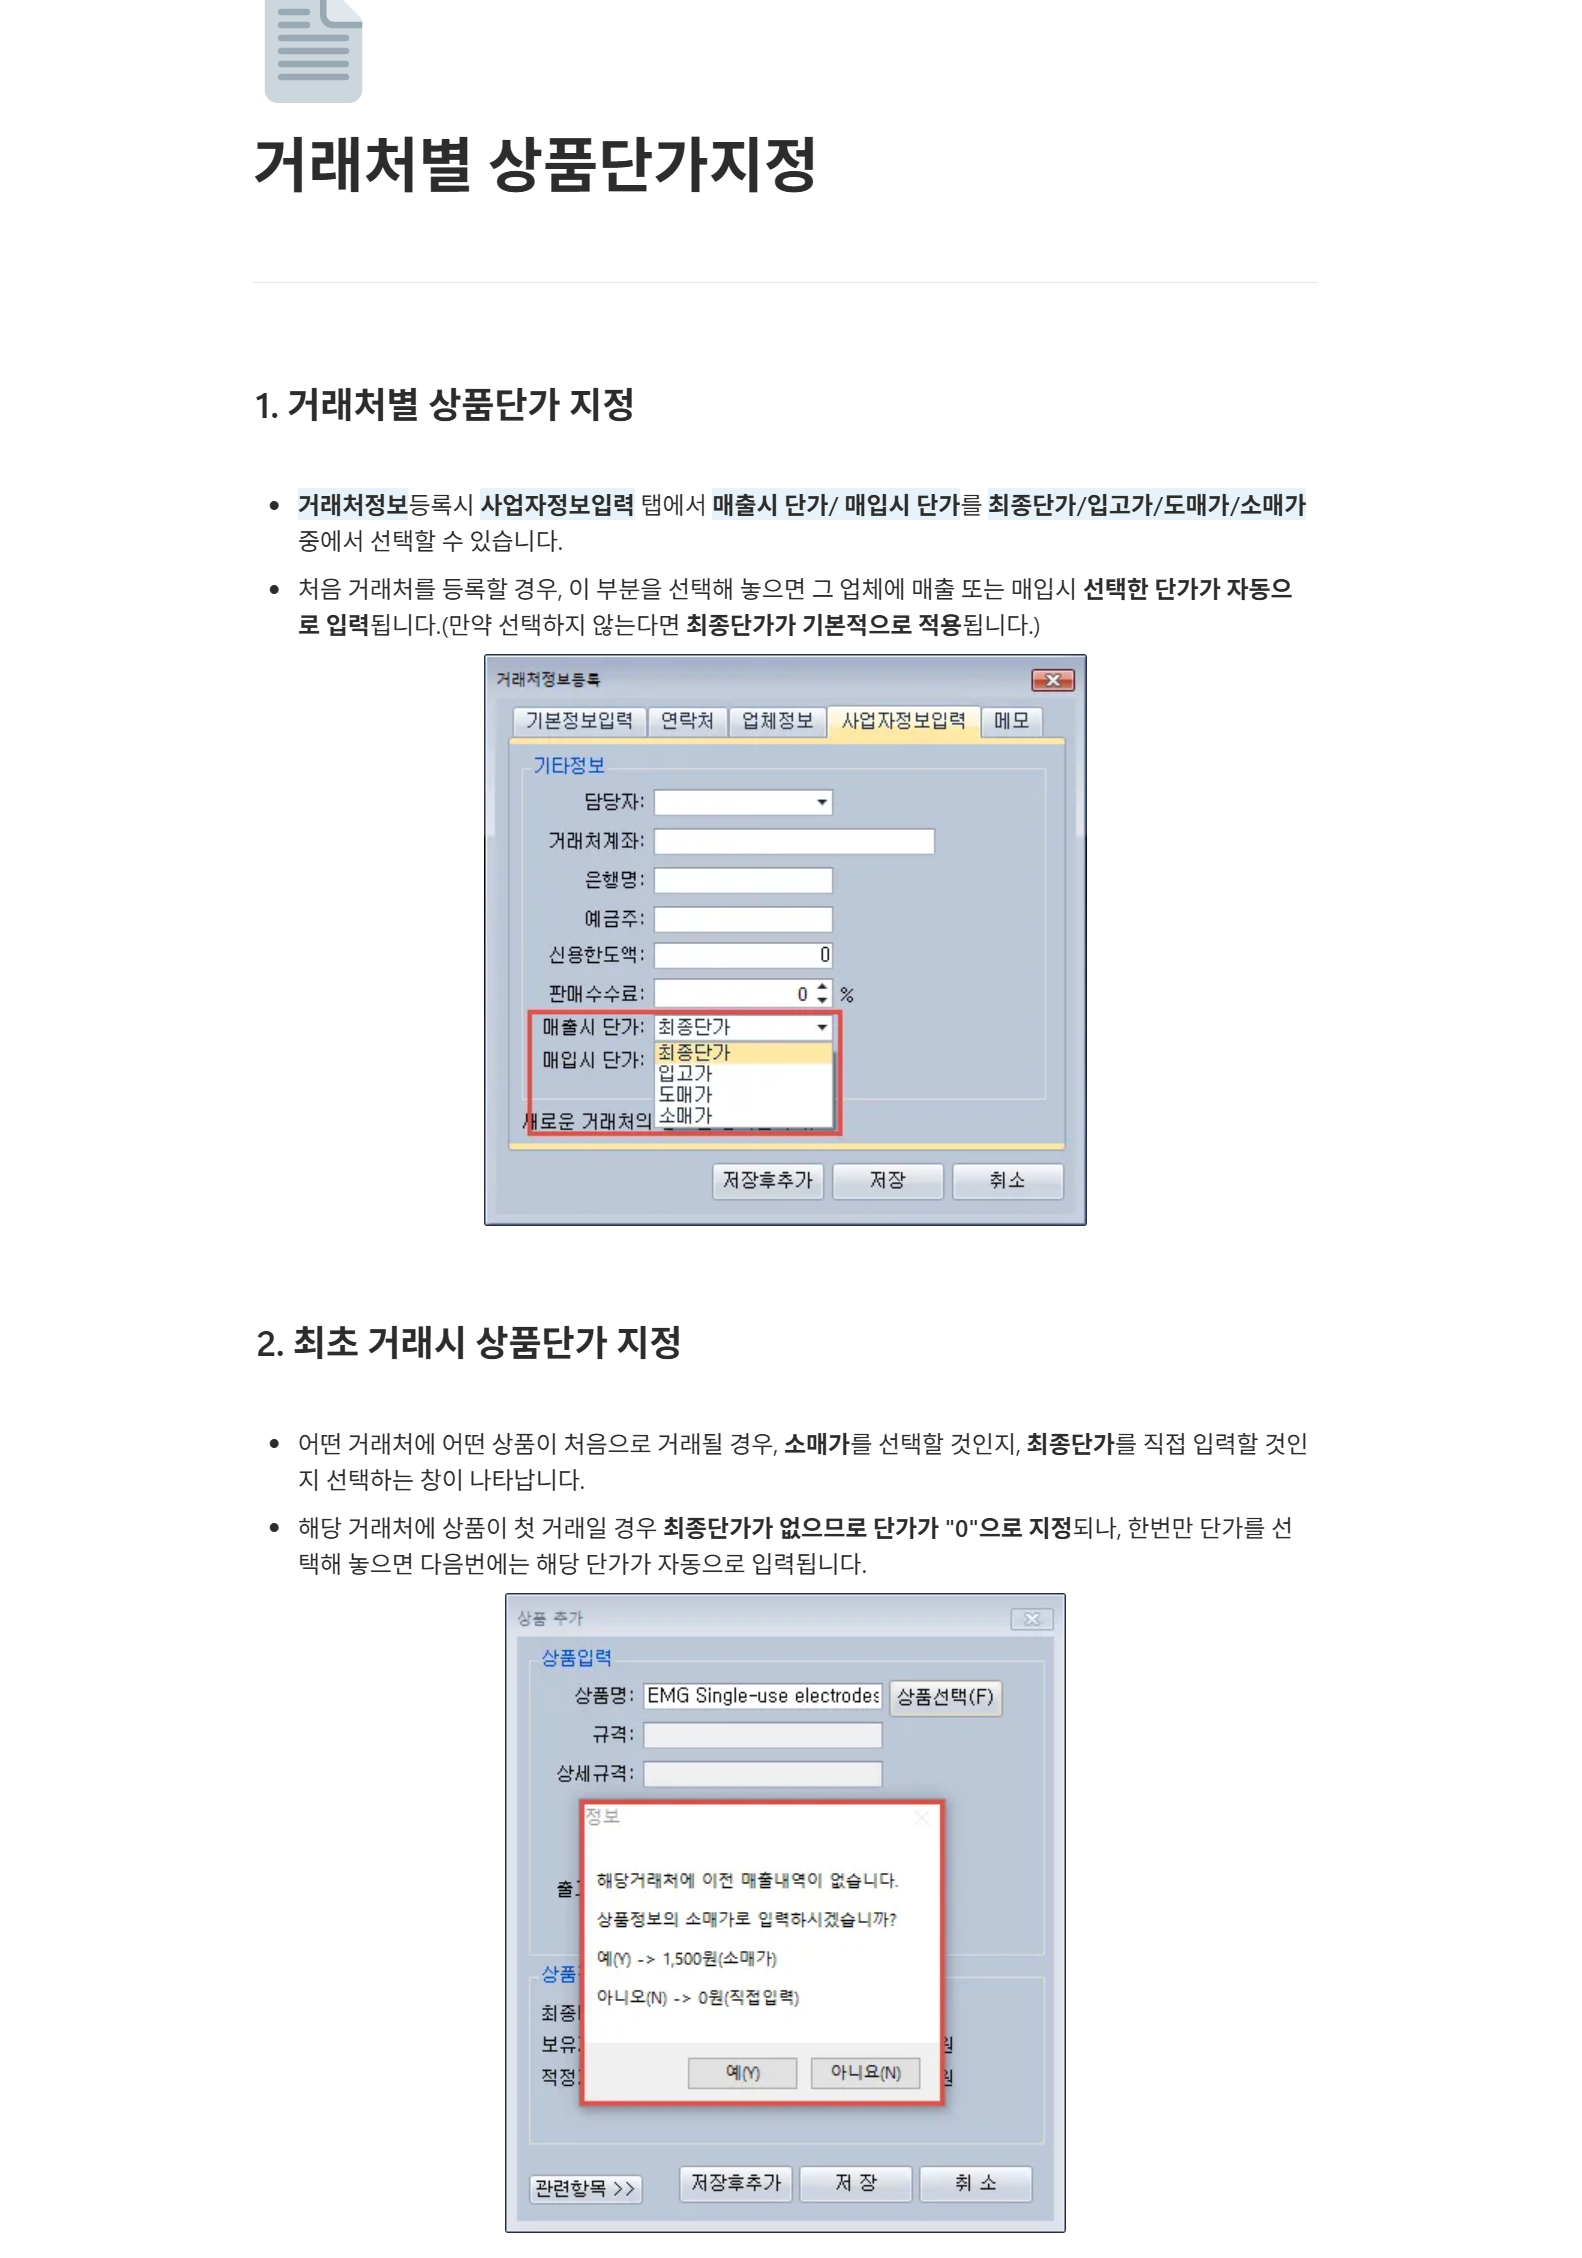 거래처별 상품단가지정
1. 거래처별 상품단가 지정
거래처정보등록시 사업자정보입력 탭에서 매출시 단가/ 매입시 단가를 최종단가/입고가/도매가/소매가
중에서 선택할 수 있습니다.
처음 거래처를 등록할 경우, 이 부분을 선택해 놓으면 그 업체에 매출 또는 매입시 선택한 단가가 자동으
로 입력됩니다.(만약 선택하지 않는다면 최종단가가 기본적으로 적용됩니다.)
거래처정보등록
기본정보입력 연락처 업체정보 사업자정보입력 메모
기타정보
담당자:
거래처계좌:
은행명:
예금주:
신용한도액: 0
판매수수료: 0 %
매출시 단가: 최종단가
최종단가
매입시 단가:
입고가
도매가
소매가
새로운 거래처의
저장후추가 저장 취소
2. 최초 거래시 상품단가 지정
어떤 거래처에 어떤 상품이 처음으로 거래될 경우, 소매가를 선택할 것인지, 최종단가를 직접 입력할 것인
지 선택하는 창이 나타납니다.
해당 거래처에 상품이 첫 거래일 경우 최종단가가 없으므로 단가가 "0"으로 지정되나, 한번만 단가를 선
택해 놓으면 다음번에는 해당 단가가 자동으로 입력됩니다.
상품 추가
상품입력
상품명: EMG Single-use electrodes 상품선택(F)
규격:
상세규격:
정보
해당거래처에 이전 매출내역이 없습니다.
상품정보의 소매가로 입력하시겠습니까?
예(Y) -> 1,500원(소매가)
아니오(N) -> 0원(직접입력)
상품
최종
보유 원
적정 원
예(Y) 아니요(N)
관련항목 >> 저장후추가 저 장 취 소